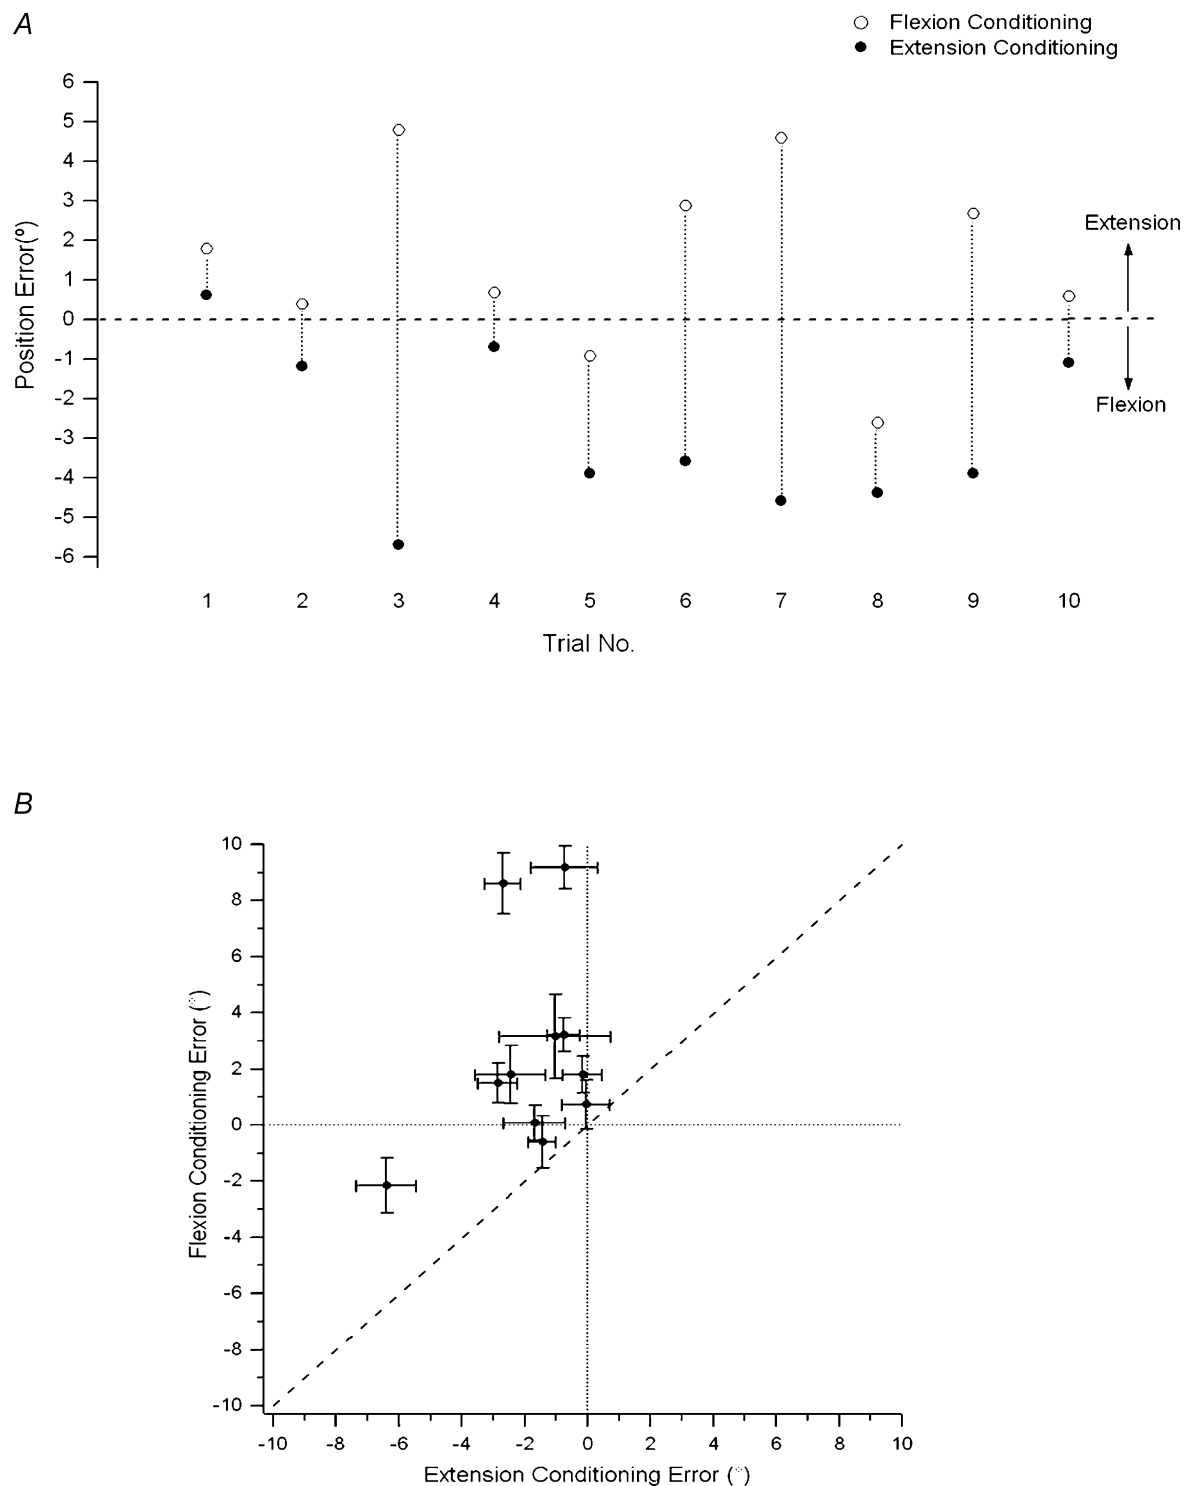 A
Flexion Conditioning
Extension Conditioning
6
5
4
3
2
1
0
-1
-2
-3
-4
-5
-6
Position Error(º)
Extension
Flexion
1 2 3 4 5 6 7 8 9 10
Trial No.
B
10
8
6
4
2
0
-2
-4
-6
-8
-10
Flexion Conditioning Error (°)
-10 -8 -6 -4 -2 0 2 4 6 8 10
Extension Conditioning Error (°)